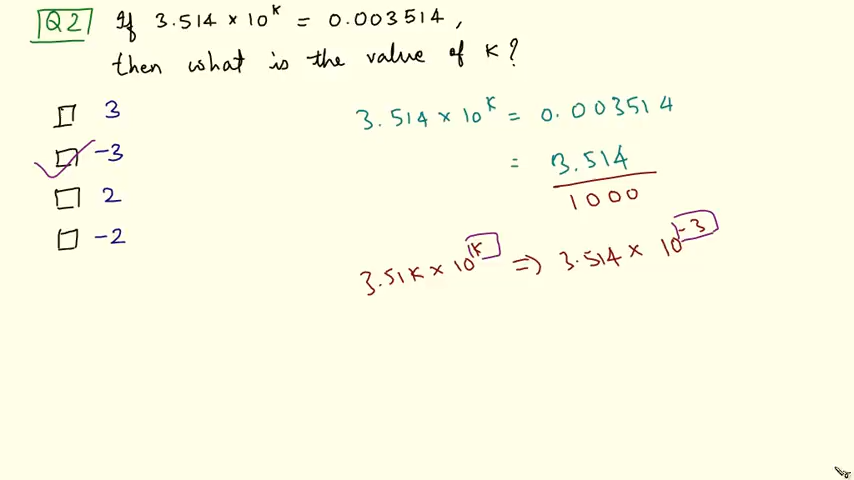 Q2 If 3.514 × 10^K = 0.003514,
then what is the value of K?
3
-3
2
-2
3.514 × 10^K = 0.003514
= 3.514
1000
3.51K × 10^K ⇒ 3.514 × 10^-3